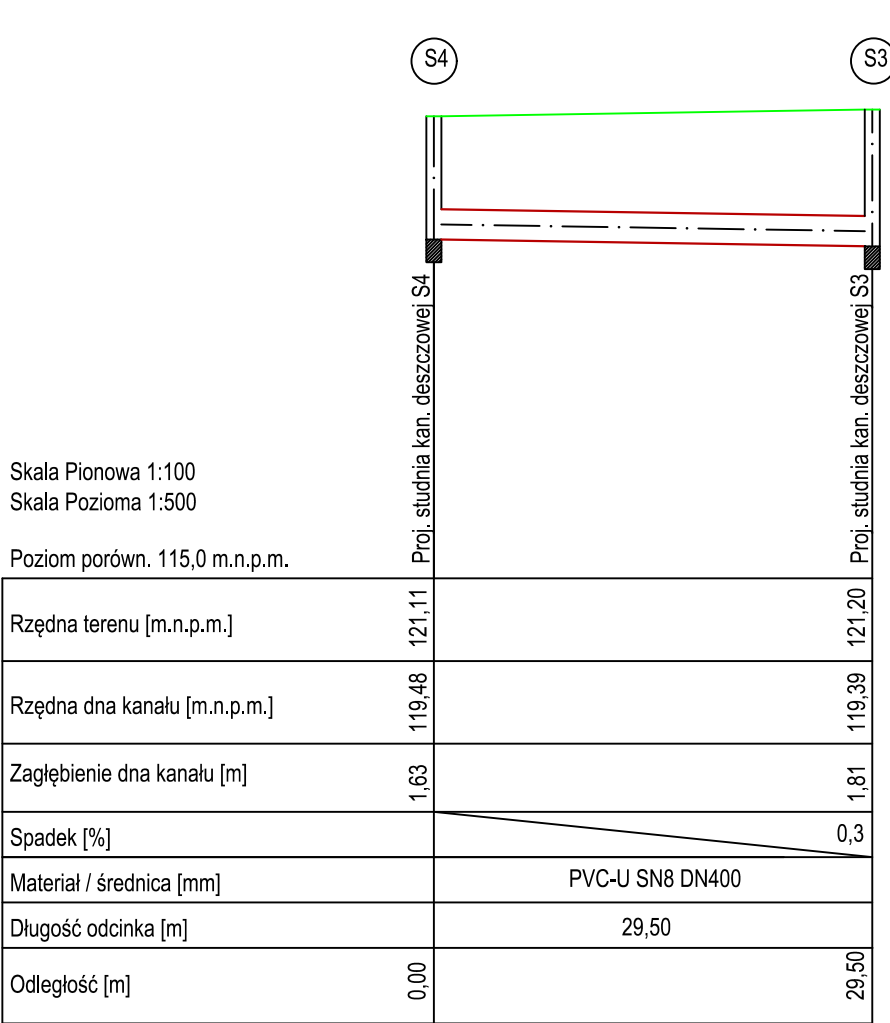 S4
S3
Proj. studnia kan. deszczowej S4
Proj. studnia kan. deszczowej S3
Skala Pionowa 1:100
Skala Pozioma 1:500
Poziom porówn. 115,0 m.n.p.m.
Rzędna terenu [m.n.p.m.] 121,11 121,20
Rzędna dna kanału [m.n.p.m.] 119,48 119,39
Zagłębienie dna kanału [m] 1,63 1,81
Spadek [%] 0,3
Materiał / średnica [mm] PVC-U SN8 DN400
Długość odcinka [m] 29,50
Odległość [m] 0,00 29,50